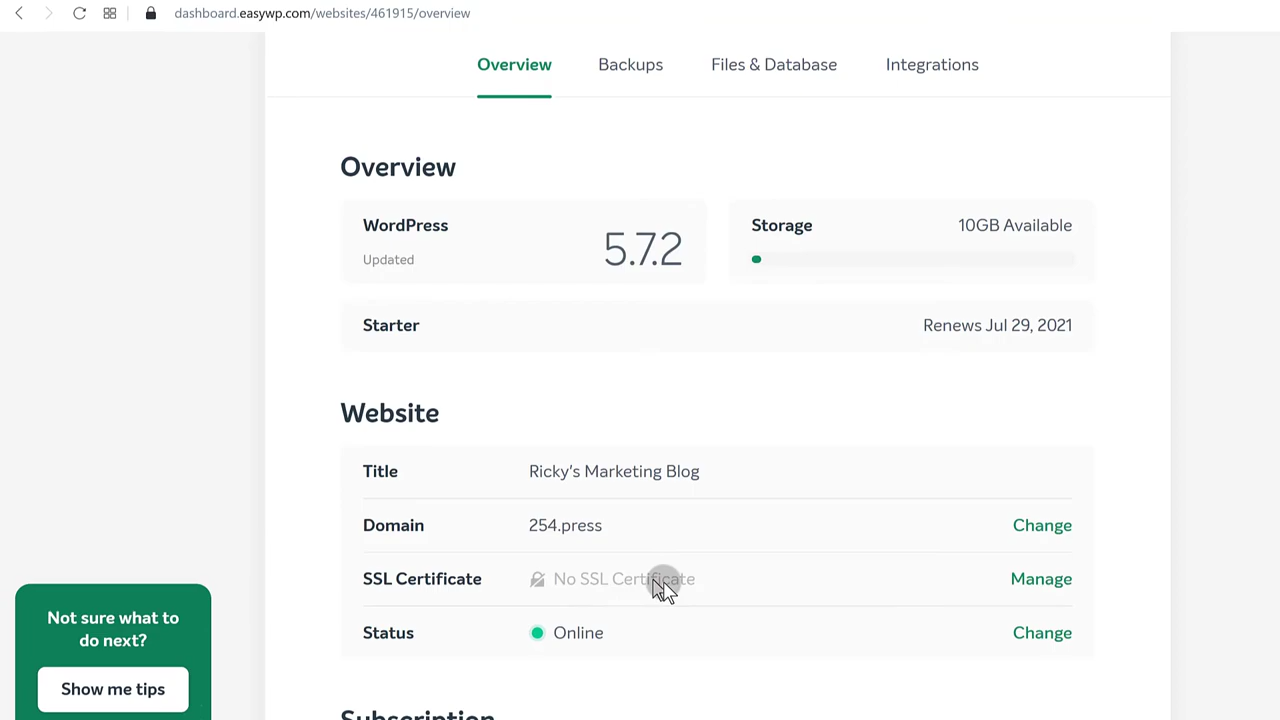 dashboard.easywp.com/websites/461915/overview
Overview Backups Files & Database Integrations
Overview
WordPress
Updated
5.7.2
Storage 10GB Available
Starter Renews Jul 29, 2021
Website
Title Ricky's Marketing Blog
Domain 254.press Change
SSL Certificate No SSL Certificate Manage
Status Online Change
Not sure what to
do next?
Show me tips
Subscription